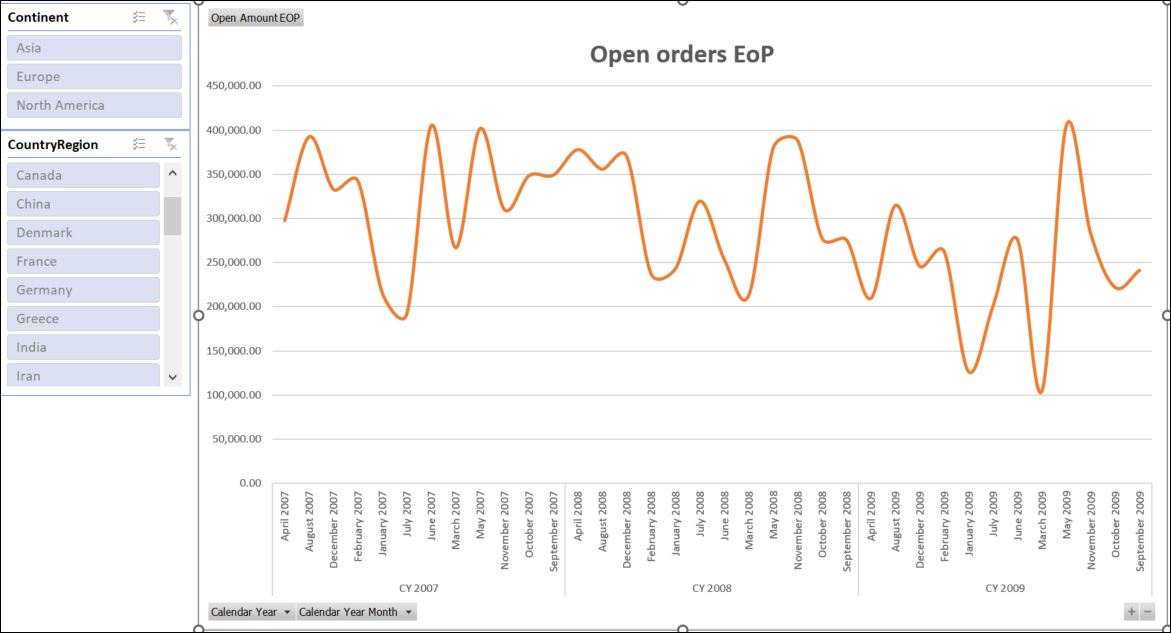 Continent
Asia
Europe
North America
CountryRegion
Canada
China
Denmark
France
Germany
Greece
India
Iran
Open Amount EOP
Open orders EoP
450,000.00
400,000.00
350,000.00
300,000.00
250,000.00
200,000.00
150,000.00
100,000.00
50,000.00
0.00
April 2007
August 2007
December 2007
February 2007
January 2007
July 2007
June 2007
March 2007
May 2007
November 2007
October 2007
September 2007
April 2008
August 2008
December 2008
February 2008
January 2008
July 2008
June 2008
March 2008
May 2008
November 2008
October 2008
September 2008
April 2009
August 2009
December 2009
February 2009
January 2009
July 2009
June 2009
March 2009
May 2009
November 2009
October 2009
September 2009
CY 2007
CY 2008
CY 2009
Calendar Year
Calendar Year Month